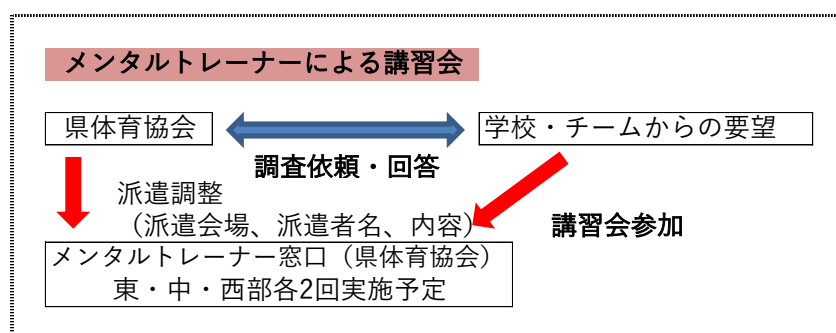 メンタルトレーナーによる講習会
県体育協会
学校・チームからの要望
調査依頼・回答
派遣調整
（派遣会場、派遣者名、内容）
講習会参加
メンタルトレーナー窓口（県体育協会）
東・中・西部各2回実施予定